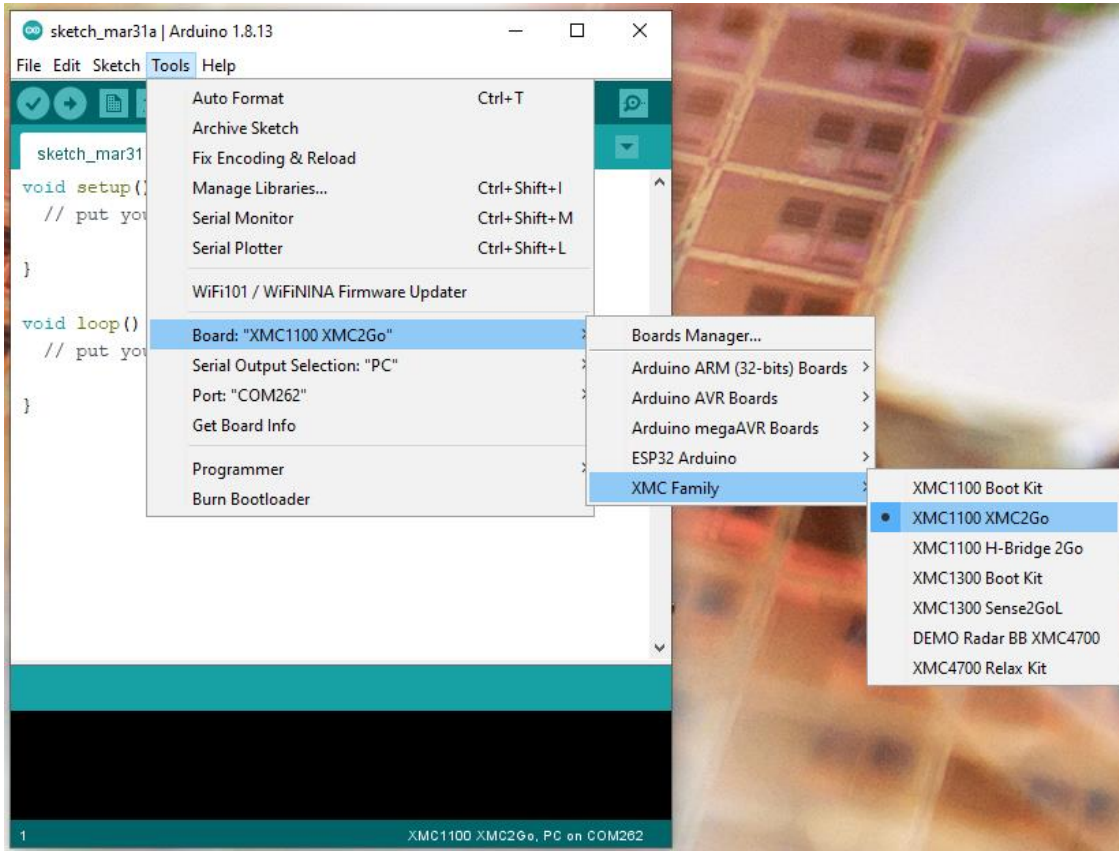 sketch_mar31a | Arduino 1.8.13
File Edit Sketch Tools Help
Auto Format Ctrl+T
Archive Sketch
Fix Encoding & Reload
Manage Libraries... Ctrl+Shift+I
Serial Monitor Ctrl+Shift+M
Serial Plotter Ctrl+Shift+L
WiFi101 / WiFiNINA Firmware Updater
Board: "XMC1100 XMC2Go"
Serial Output Selection: "PC"
Port: "COM262"
Get Board Info
Programmer
Burn Bootloader
sketch_mar31
void setup()
// put you
}
void loop()
// put you
}
Boards Manager...
Arduino ARM (32-bits) Boards
Arduino AVR Boards
Arduino megaAVR Boards
ESP32 Arduino
XMC Family
XMC1100 Boot Kit
XMC1100 XMC2Go
XMC1100 H-Bridge 2Go
XMC1300 Boot Kit
XMC1300 Sense2GoL
DEMO Radar BB XMC4700
XMC4700 Relax Kit
1 XMC1100 XMC2Go, PC on COM262